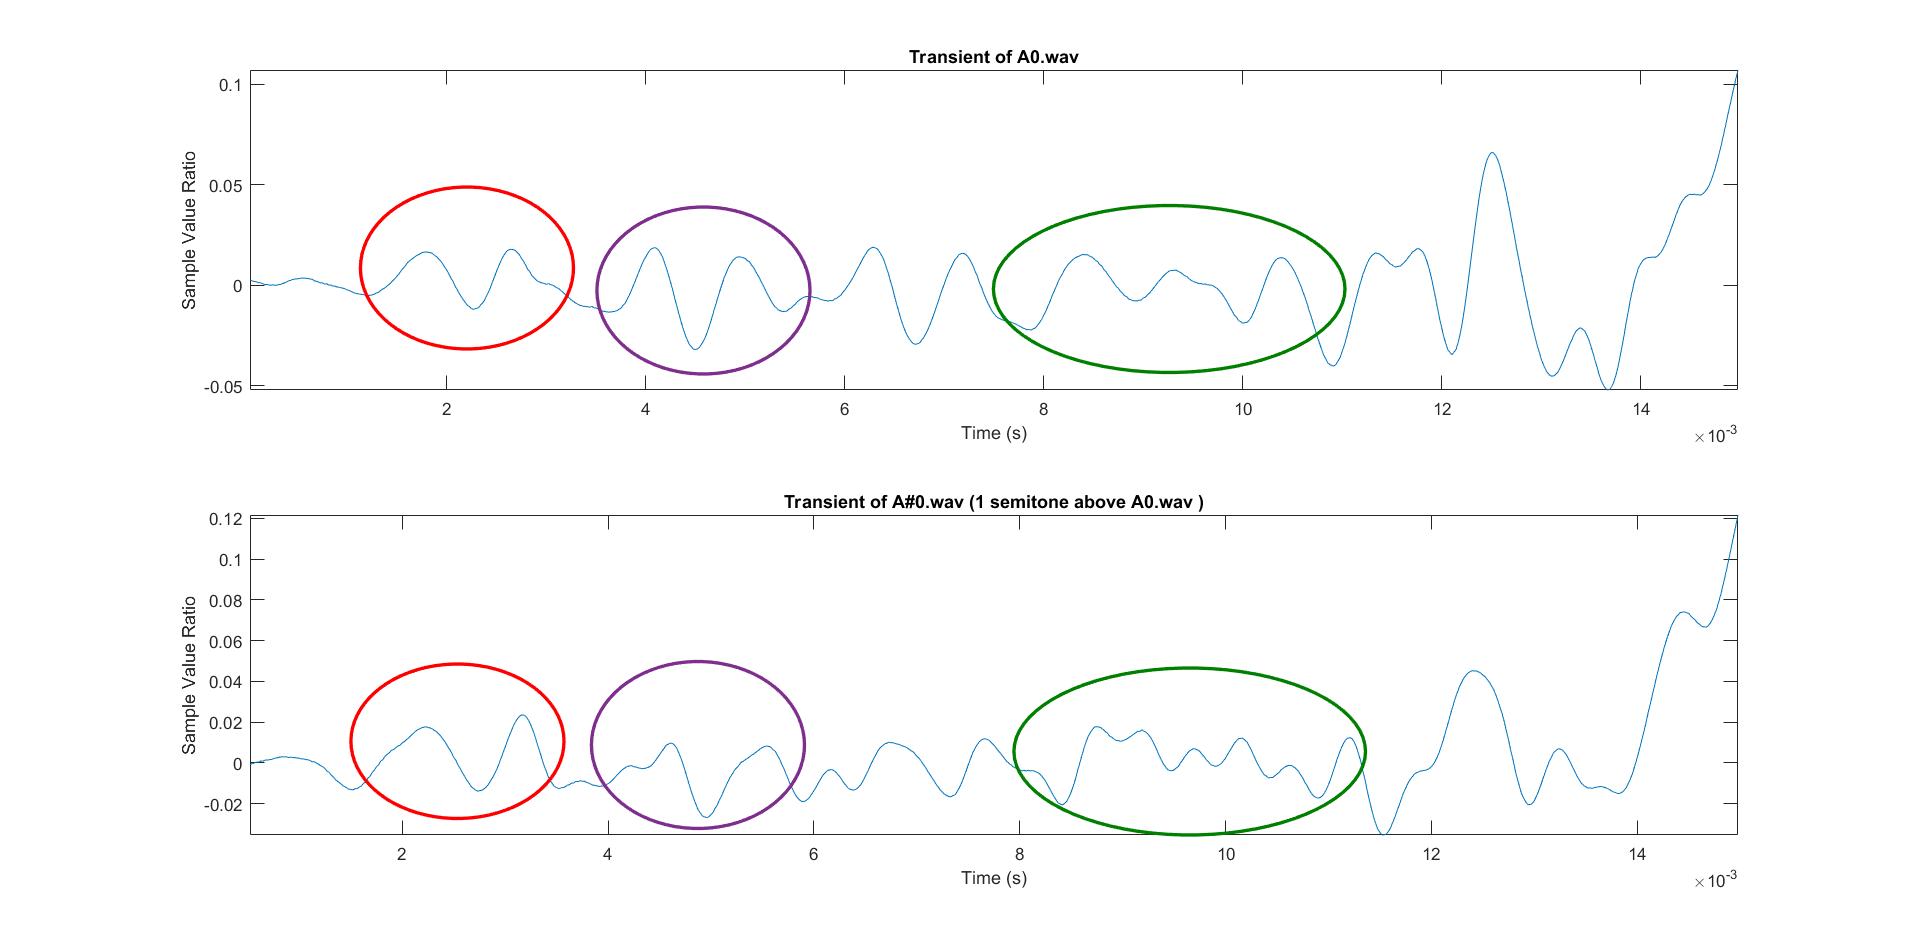 Transient of A0.wav
0.1
0.05
0
-0.05
Sample Value Ratio
2 4 6 8 10 12 14
Time (s)
×10-3
Transient of A#0.wav (1 semitone above A0.wav )
0.12
0.1
0.08
0.06
0.04
0.02
0
-0.02
Sample Value Ratio
2 4 6 8 10 12 14
Time (s)
×10-3